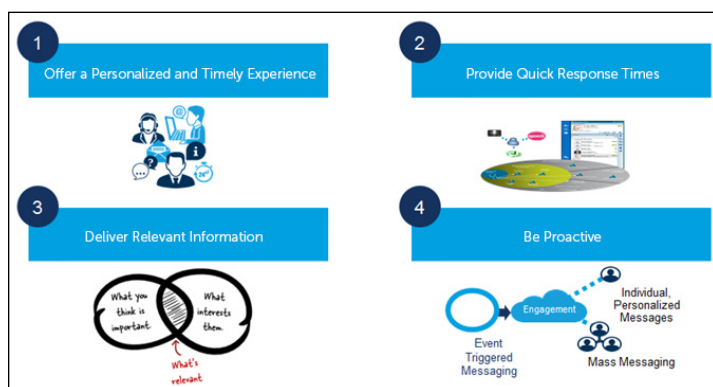 1
Offer a Personalized and Timely Experience
@
?
i
24
2
Provide Quick Response Times
3
Deliver Relevant Information
What you
think is
important.
What
interests
them.
What's
relevant
4
Be Proactive
Engagement
Event
Triggered
Messaging
Individual,
Personalized
Messages
Mass Messaging